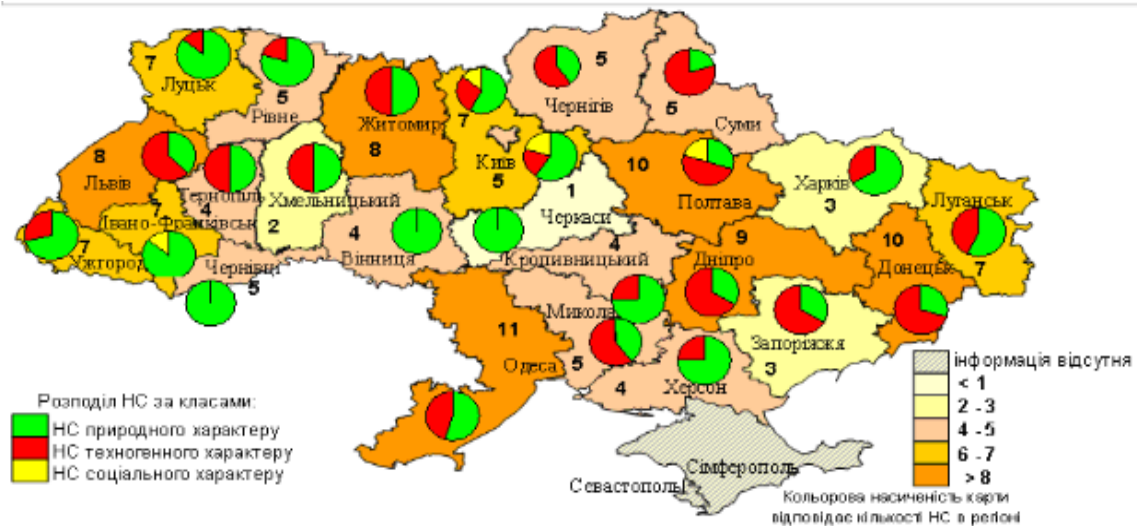 7
Луцьк
5
Рівне
Житомир
8
7
Київ
5
5
Чернігів
5
Суми
8
Львів
Тернопіль
4
Хмельницький
2
1
Черкаси
10
Полтава
Харків
3
Луганськ
7
7
Івано-Франківськ
7
Ужгород
Чернівці
5
4
Вінниця
4
Кропивницький
9
Дніпро
10
Донецьк
11
Одеса
Микола
5
4
Херсон
Запоріжжя
3
Сімферополь
Севастополь
Розподіл НС за класами:
НС природного характеру
НС техногенного характеру
НС соціального характеру
інформація відсутня
< 1
2 - 3
4 - 5
6 - 7
> 8
Кольорова насиченість карти
відповідає кількості НС в регіоні